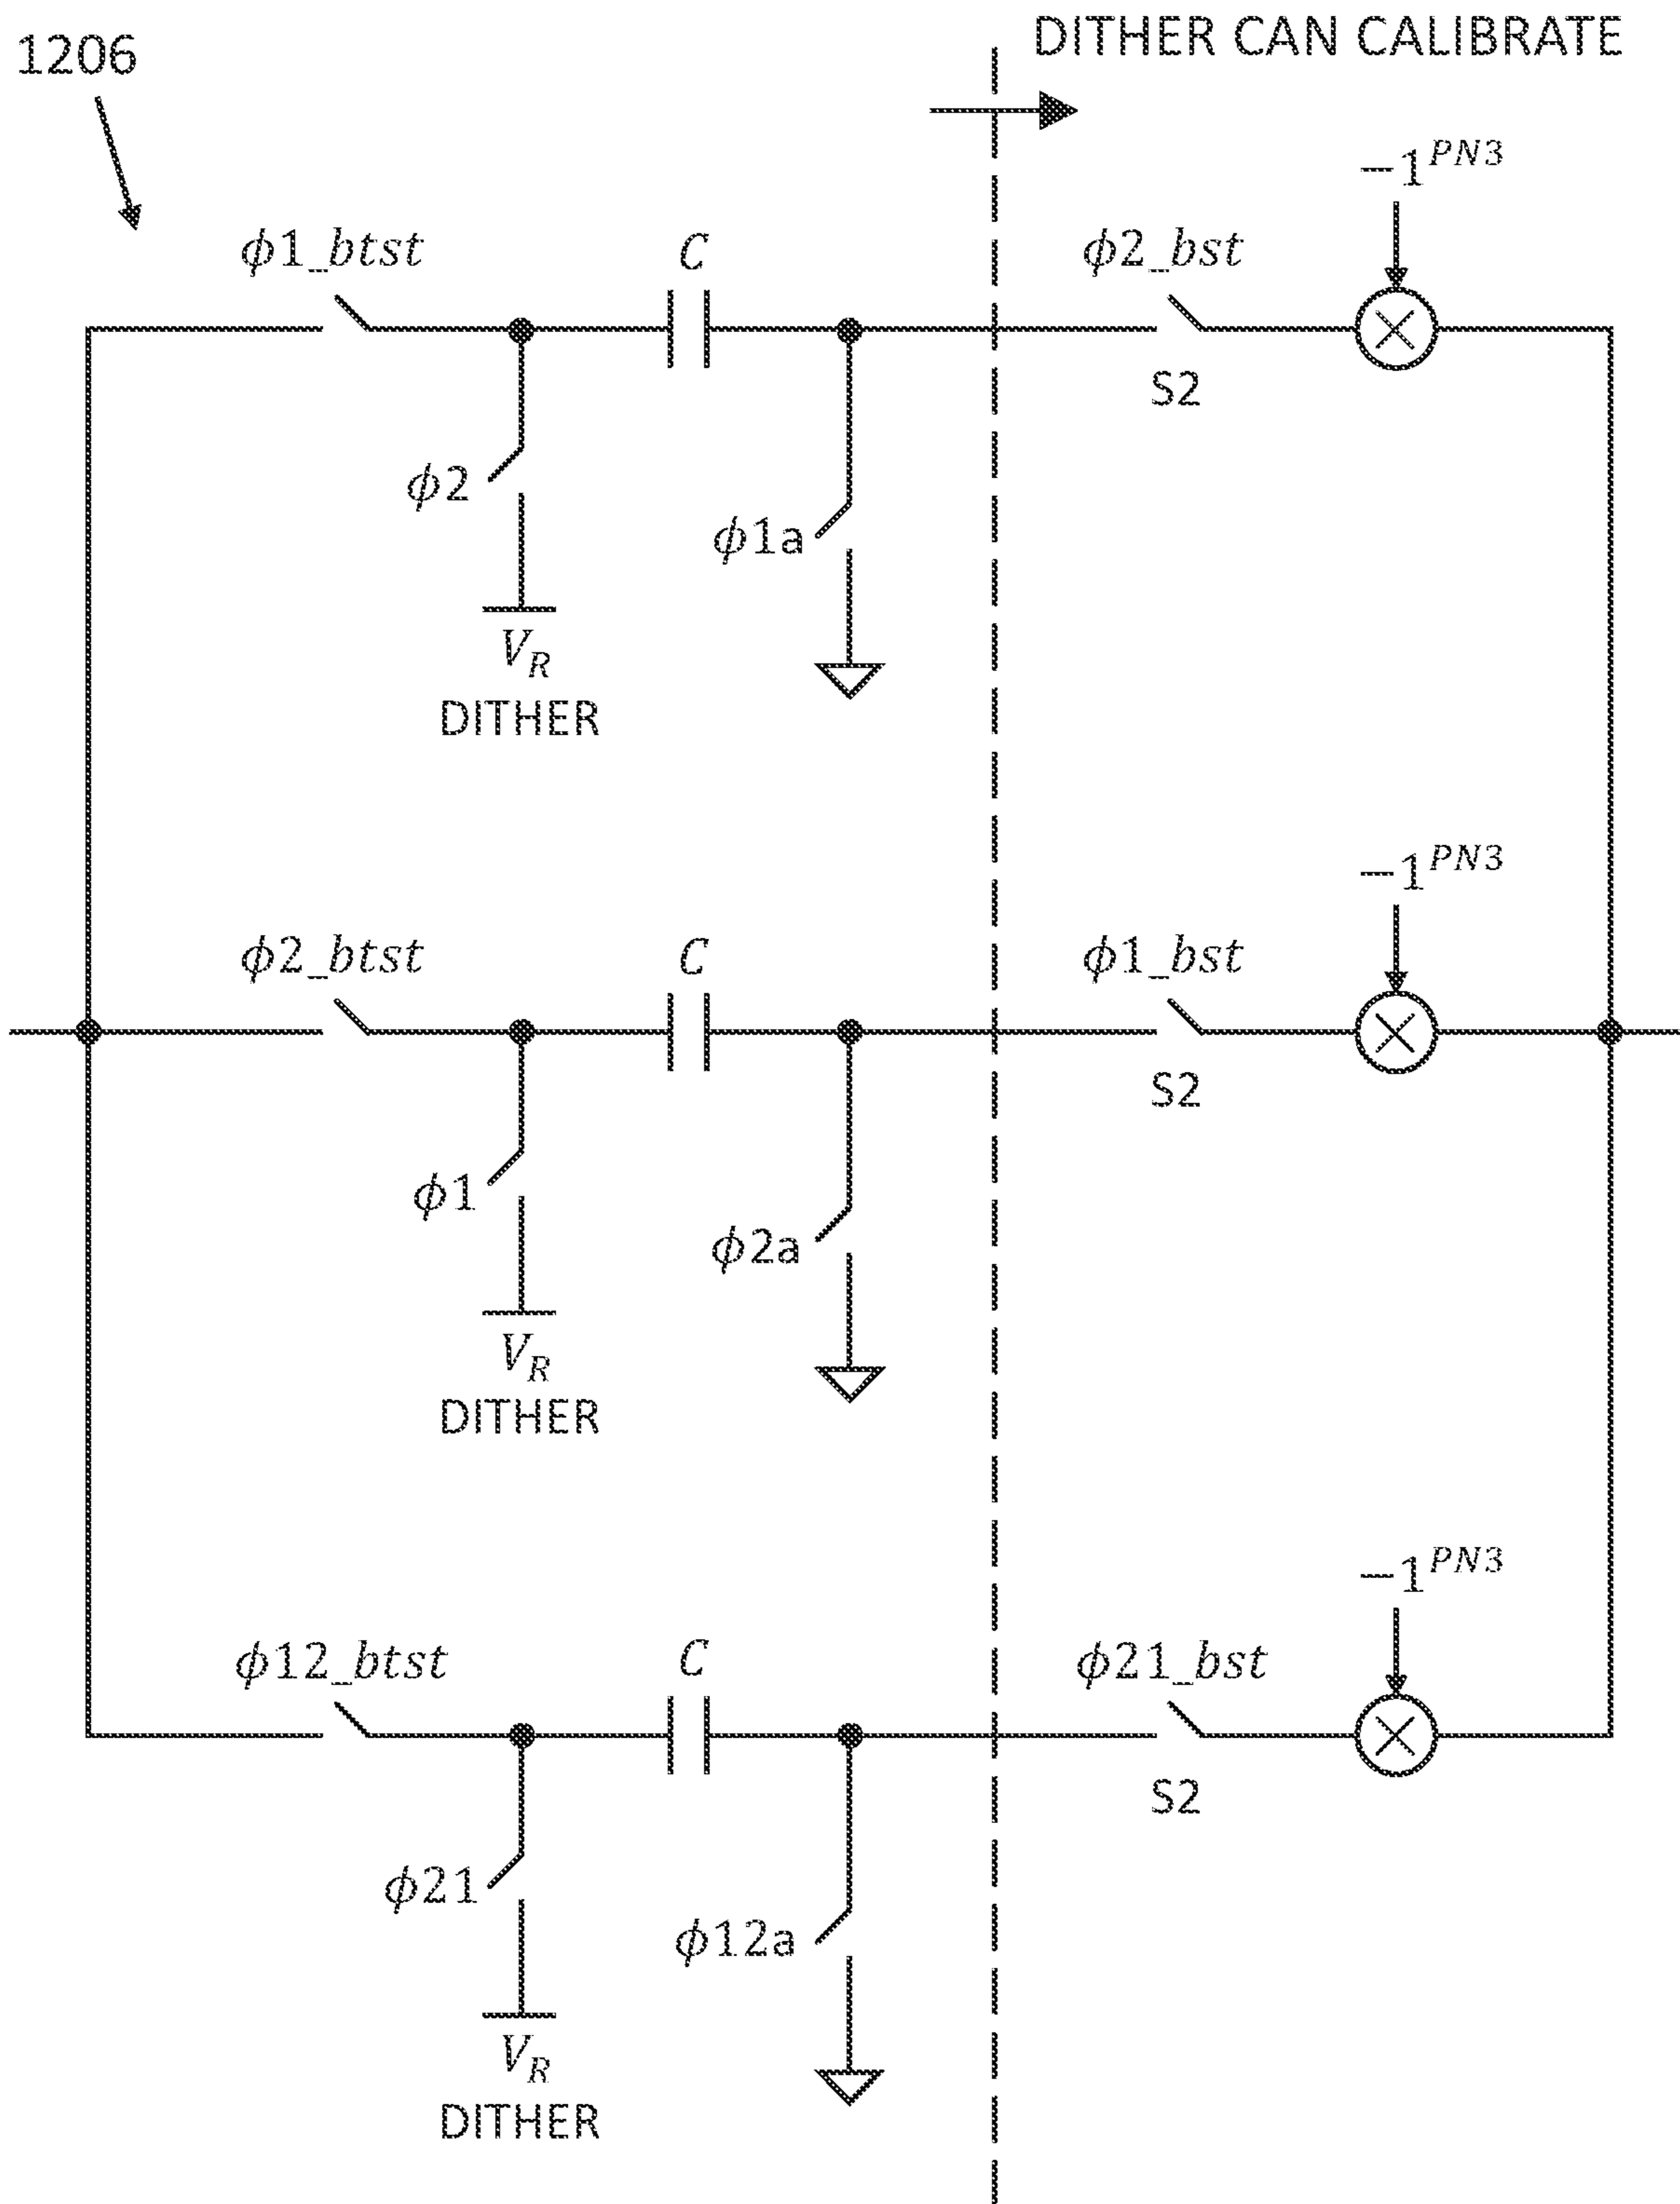 DITHER CAN CALIBRATE
1206
−1^{PN3}
ϕ1_btst
C
ϕ2_bst
S2
ϕ2
ϕ1a
V_R
DITHER
−1^{PN3}
ϕ2_btst
C
ϕ1_bst
S2
ϕ1
ϕ2a
V_R
DITHER
−1^{PN3}
ϕ12_btst
C
ϕ21_bst
S2
ϕ21
ϕ12a
V_R
DITHER